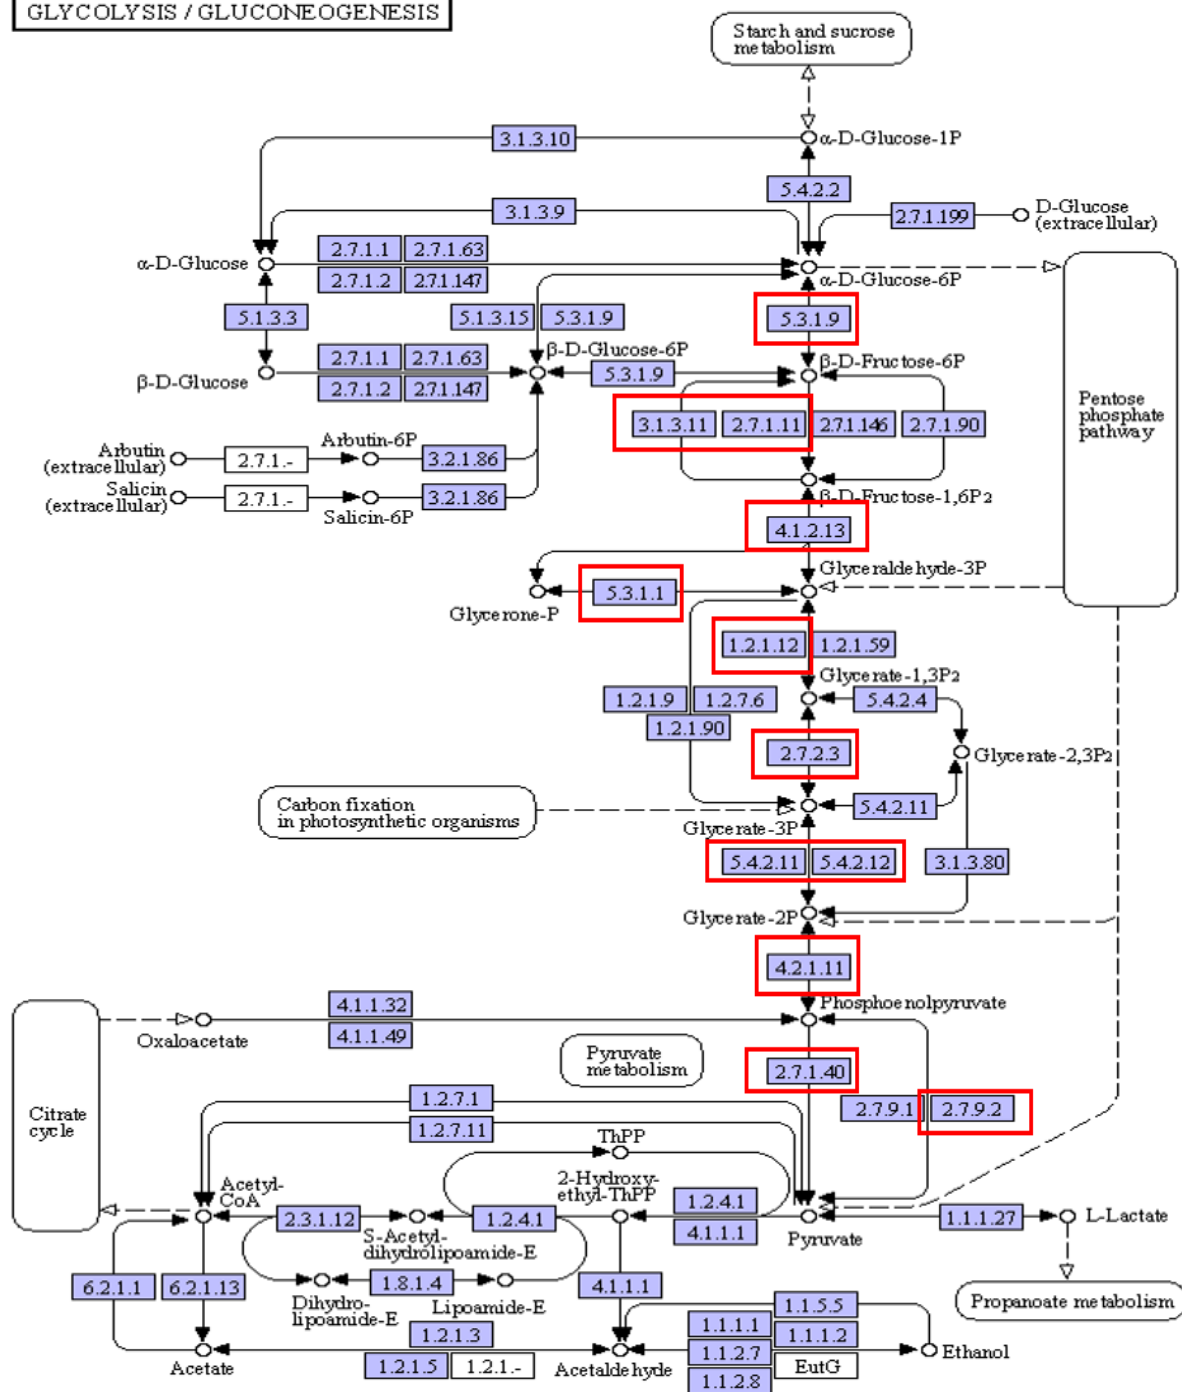 GLYCOLYSIS / GLUCONEOGENESIS
Starch and sucrose
metabolism
3.1.3.10
α-D-Glucose-1P
5.4.2.2
3.1.3.9
2.7.1.199
D-Glucose
(extracellular)
2.7.1.1
2.7.1.63
α-D-Glucose
2.7.1.2
2.7.1.147
α-D-Glucose-6P
5.1.3.3
5.1.3.15
5.3.1.9
5.3.1.9
2.7.1.1
2.7.1.63
β-D-Glucose-6P
β-D-Fructose-6P
β-D-Glucose
2.7.1.2
2.7.1.147
5.3.1.9
Pentose
phosphate
pathway
3.1.3.11
2.7.1.11
2.7.1.146
2.7.1.90
Arbutin
(extracellular)
2.7.1.-
Arbutin-6P
3.2.1.86
Salicin
(extracellular)
2.7.1.-
Salicin-6P
3.2.1.86
β-D-Fructose-1,6P2
4.1.2.13
Glyceraldehyde-3P
5.3.1.1
Glycerone-P
1.2.1.12
1.2.1.59
Glycerate-1,3P2
1.2.1.9
1.2.7.6
5.4.2.4
1.2.1.90
2.7.2.3
Glycerate-2,3P2
Carbon fixation
in photosynthetic organisms
5.4.2.11
Glycerate-3P
5.4.2.11
5.4.2.12
3.1.3.80
Glycerate-2P
4.2.1.11
Phosphoenolpyruvate
4.1.1.32
Oxaloacetate
4.1.1.49
Pyruvate
metabolism
2.7.1.40
Citrate
cycle
1.2.7.1
2.7.9.1
2.7.9.2
1.2.7.11
ThPP
Acetyl-
CoA
2-Hydroxy-
ethyl-ThPP
1.2.4.1
2.3.1.12
1.2.4.1
4.1.1.1
1.1.1.27
L-Lactate
S-Acetyl-
dihydrolipoamide-E
Pyruvate
6.2.1.1
6.2.1.13
1.8.1.4
4.1.1.1
Dihydro-
lipoamide-E
Lipoamide-E
Propanoate metabolism
1.1.5.5
1.1.1.1
1.1.1.2
1.2.1.3
1.1.2.7
Ethanol
Acetate
1.2.1.5
1.2.1.-
Acetaldehyde
EutG
1.1.2.8